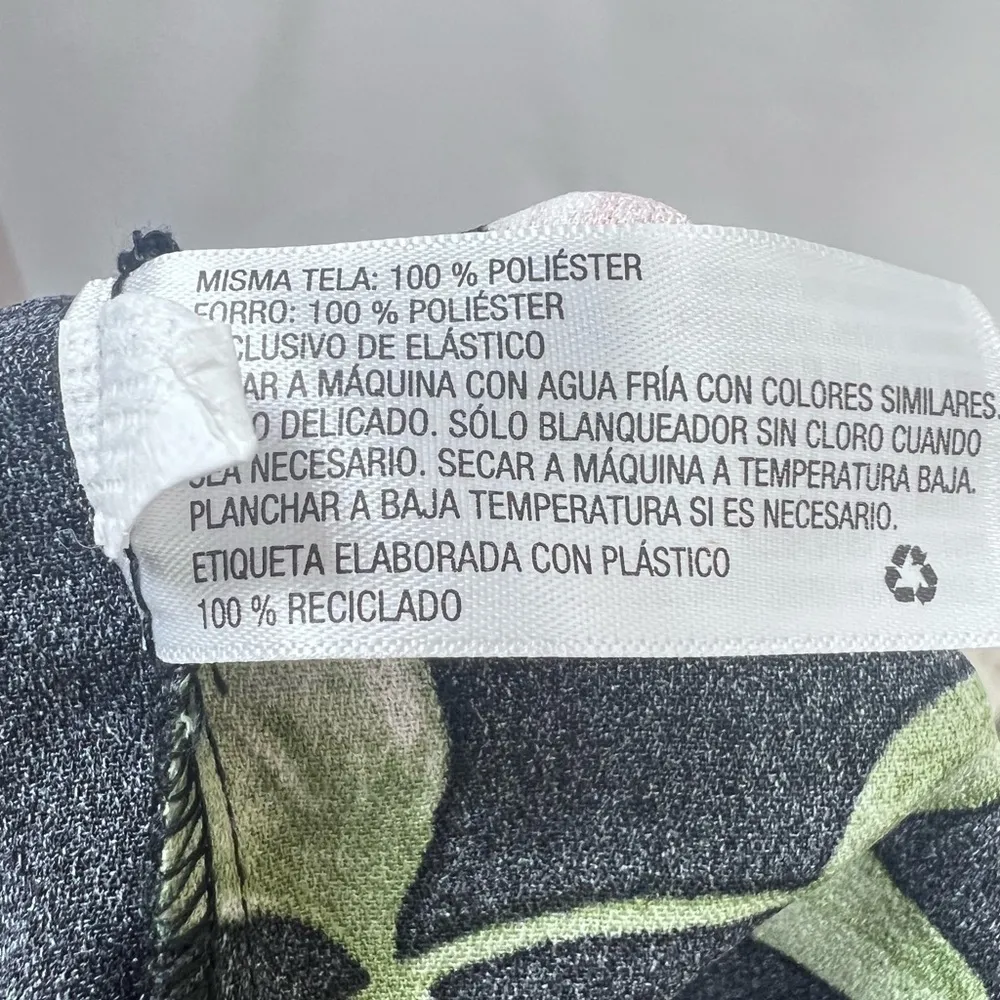 MISMA TELA: 100 % POLIÉSTER
FORRO: 100 % POLIÉSTER
CLUSIVO DE ELÁSTICO
AR A MÁQUINA CON AGUA FRÍA CON COLORES SIMILARES
O DELICADO. SÓLO BLANQUEADOR SIN CLORO CUANDO
SEA NECESARIO. SECAR A MÁQUINA A TEMPERATURA BAJA.
PLANCHAR A BAJA TEMPERATURA SI ES NECESARIO.
ETIQUETA ELABORADA CON PLÁSTICO
100 % RECICLADO